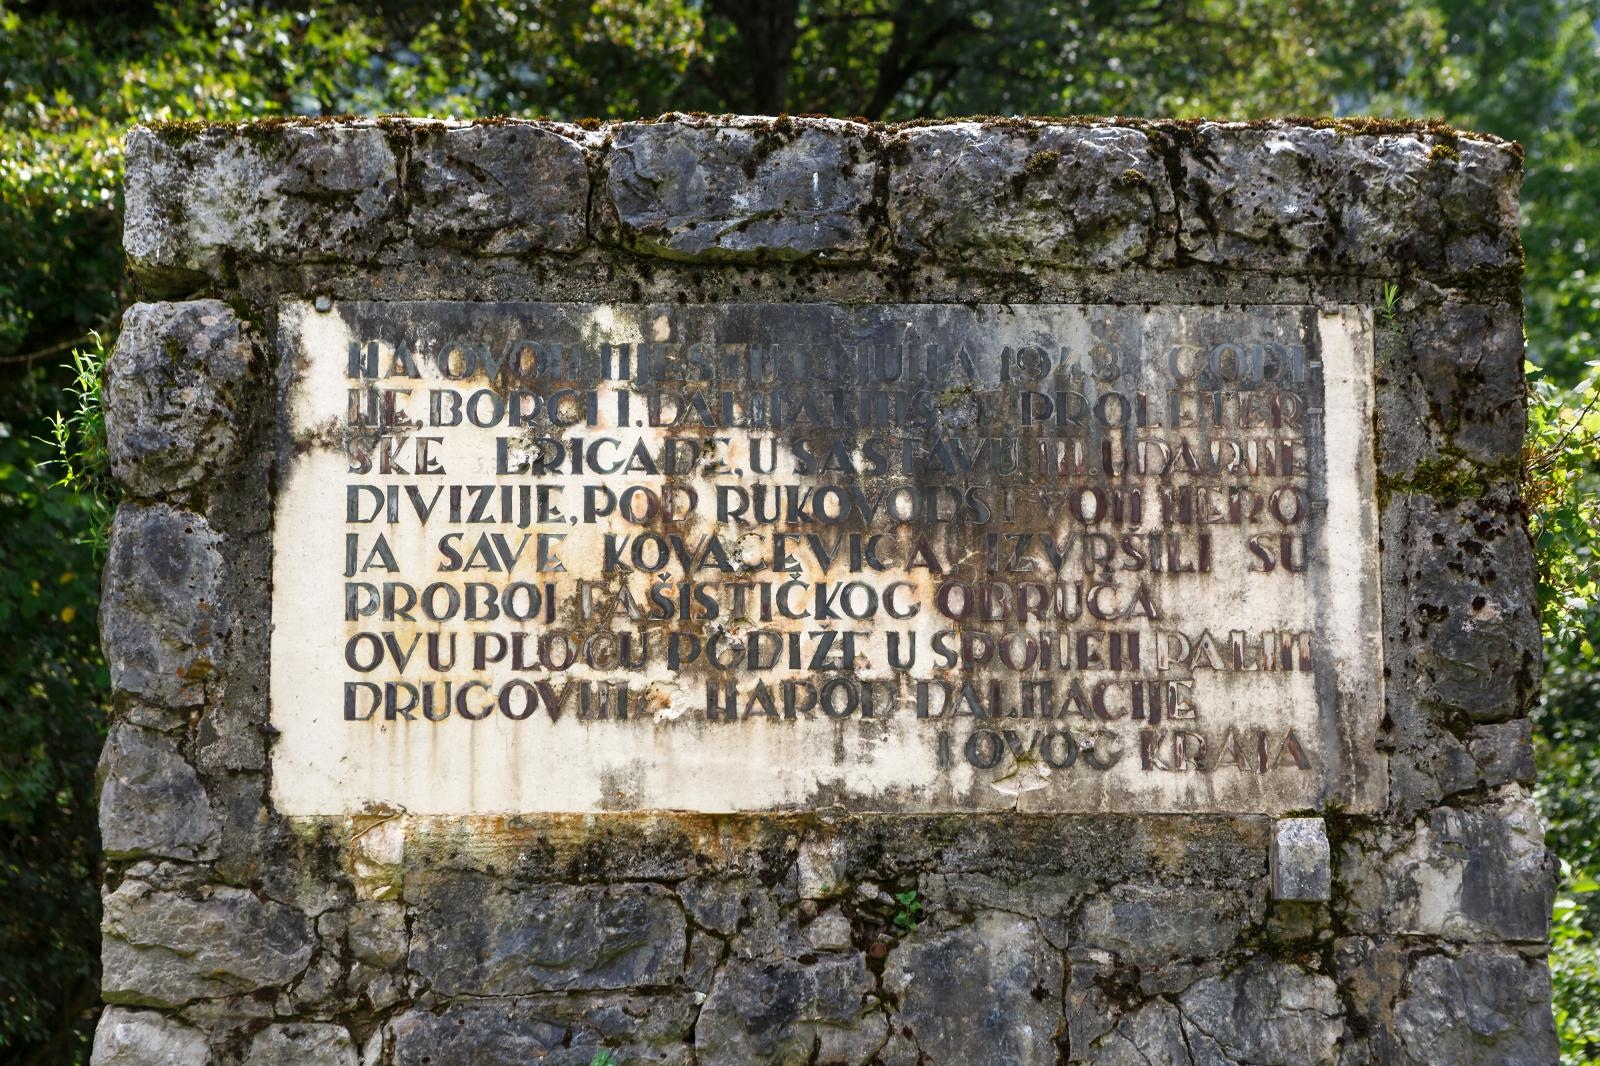 NA OVOM MJESTU JUNA 1943. GODI-
NE, BORCI I. DALMATINSKE PROLETER-
SKE BRIGADE, U SASTAVU III. UDARNE
DIVIZIJE, POD RUKOVODSTVOM HERO-
JA SAVE KOVAČEVIĆA, IZVRŠILI SU
PROBOJ FAŠISTIČKOG OBRUČA
OVU PLOČU PODIŽE U SPOMEN PALIM
DRUGOVIMA NAROD DALMACIJE
I OVOG KRAJA